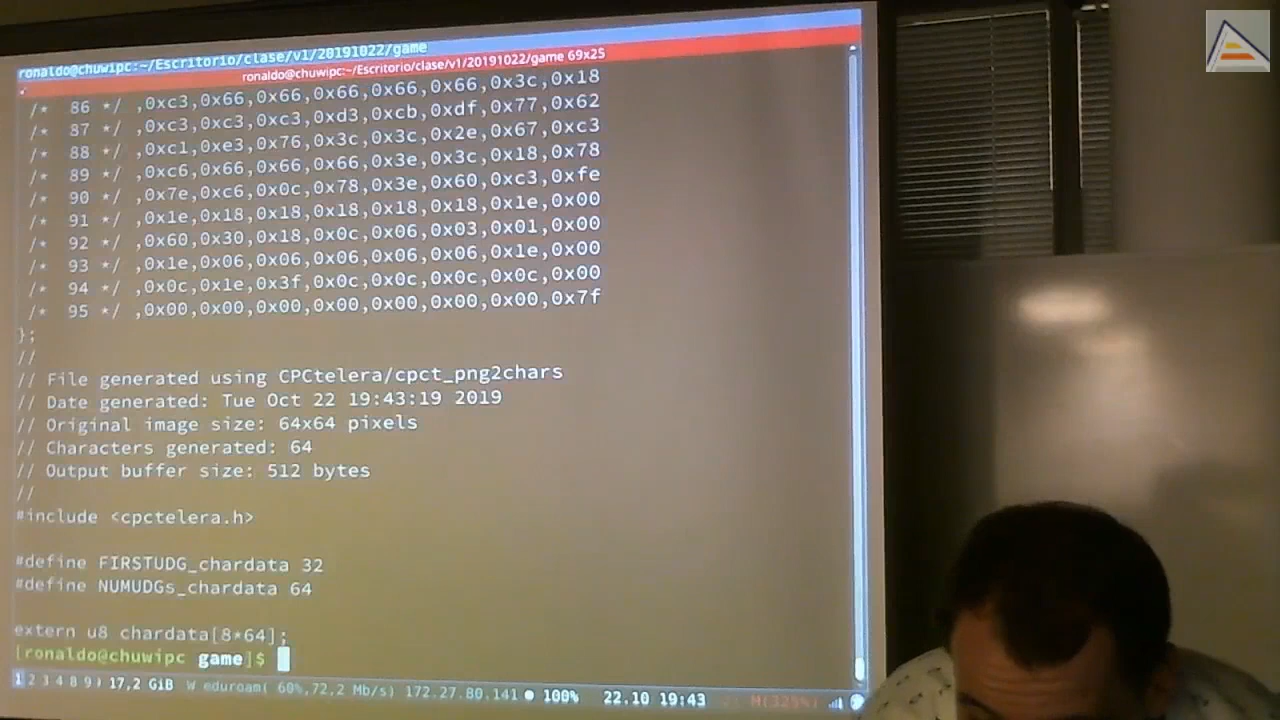 ronaldo@chuwipc:~/Escritorio/clase/v1/20191022/game
ronaldo@chuwipc:~/Escritorio/clase/v1/20191022/game 69x25
/*  86 */ ,0xc3,0x66,0x66,0x66,0x66,0x66,0x3c,0x18
/*  87 */ ,0xc3,0xc3,0xc3,0xd3,0xcb,0xdf,0x77,0x62
/*  88 */ ,0xc1,0xe3,0x76,0x3c,0x3c,0x2e,0x67,0xc3
/*  89 */ ,0xc6,0x66,0x66,0x66,0x3e,0x3c,0x18,0x78
/*  90 */ ,0x7e,0xc6,0x0c,0x78,0x3e,0x60,0xc3,0xfe
/*  91 */ ,0x1e,0x18,0x18,0x18,0x18,0x18,0x1e,0x00
/*  92 */ ,0x60,0x30,0x18,0x0c,0x06,0x03,0x01,0x00
/*  93 */ ,0x1e,0x06,0x06,0x06,0x06,0x06,0x1e,0x00
/*  94 */ ,0x0c,0x1e,0x3f,0x0c,0x0c,0x0c,0x0c,0x00
/*  95 */ ,0x00,0x00,0x00,0x00,0x00,0x00,0x00,0x7f
};
//
// File generated using CPCtelera/cpct_png2chars
// Date generated: Tue Oct 22 19:43:19 2019
// Original image size: 64x64 pixels
// Characters generated: 64
// Output buffer size: 512 bytes
//
#include <cpctelera.h>
#define FIRSTUDG_chardata 32
#define NUMUDGs_chardata 64
extern u8 chardata[8*64];
[ronaldo@chuwipc game]$
1 2 3 4 8 9 17,2 GiB W eduroam( 60%,72,2 Mb/s) 172.27.80.141 100% 22.10 19:43